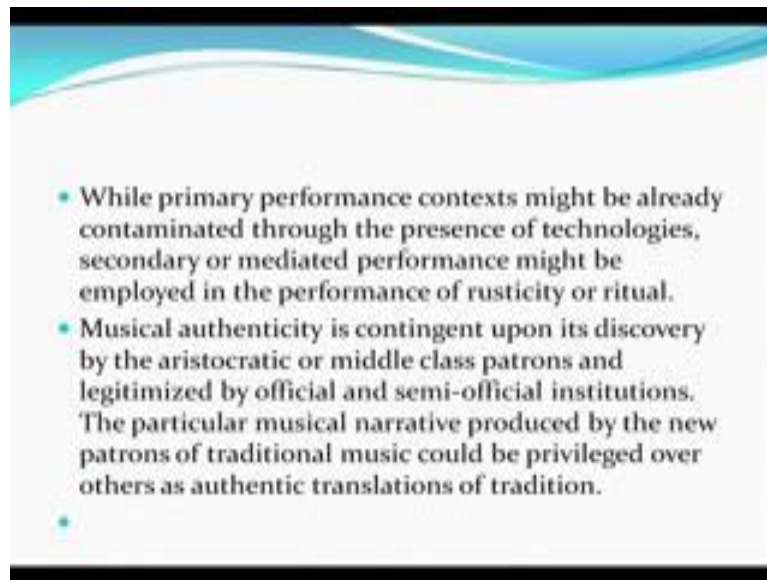 • While primary performance contexts might be already
contaminated through the presence of technologies,
secondary or mediated performance might be
employed in the performance of rusticity or ritual.
• Musical authenticity is contingent upon its discovery
by the aristocratic or middle class patrons and
legitimized by official and semi-official institutions.
The particular musical narrative produced by the new
patrons of traditional music could be privileged over
others as authentic translations of tradition.
•